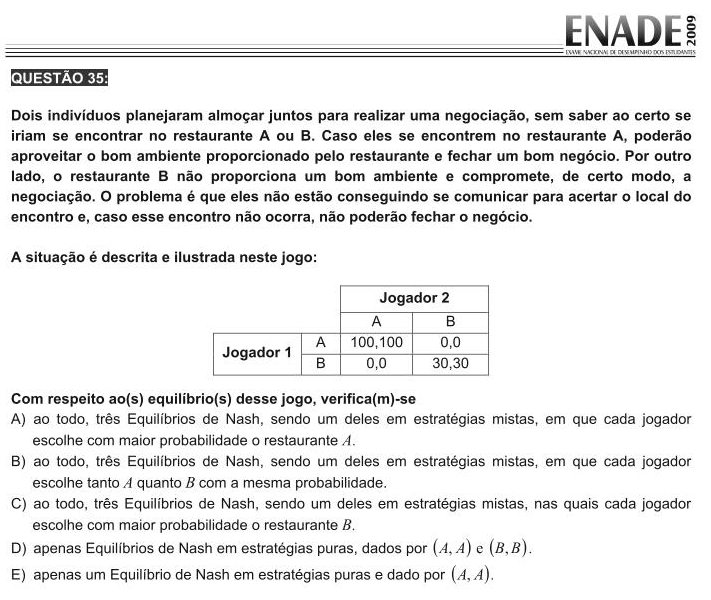 ENADE 2009
EXAME NACIONAL DE DESEMPENHO DOS ESTUDANTES
QUESTÃO 35:
Dois indivíduos planejaram almoçar juntos para realizar uma negociação, sem saber ao certo se
iriam se encontrar no restaurante A ou B. Caso eles se encontrem no restaurante A, poderão
aproveitar o bom ambiente proporcionado pelo restaurante e fechar um bom negócio. Por outro
lado, o restaurante B não proporciona um bom ambiente e compromete, de certo modo, a
negociação. O problema é que eles não estão conseguindo se comunicar para acertar o local do
encontro e, caso esse encontro não ocorra, não poderão fechar o negócio.
A situação é descrita e ilustrada neste jogo:
Jogador 2
A B
Jogador 1 A 100,100 0,0
B 0,0 30,30
Com respeito ao(s) equilíbrio(s) desse jogo, verifica(m)-se
A) ao todo, três Equilíbrios de Nash, sendo um deles em estratégias mistas, em que cada jogador
escolhe com maior probabilidade o restaurante A.
B) ao todo, três Equilíbrios de Nash, sendo um deles em estratégias mistas, em que cada jogador
escolhe tanto A quanto B com a mesma probabilidade.
C) ao todo, três Equilíbrios de Nash, sendo um deles em estratégias mistas, nas quais cada jogador
escolhe com maior probabilidade o restaurante B.
D) apenas Equilíbrios de Nash em estratégias puras, dados por (A, A) e (B, B).
E) apenas um Equilíbrio de Nash em estratégias puras e dado por (A, A).